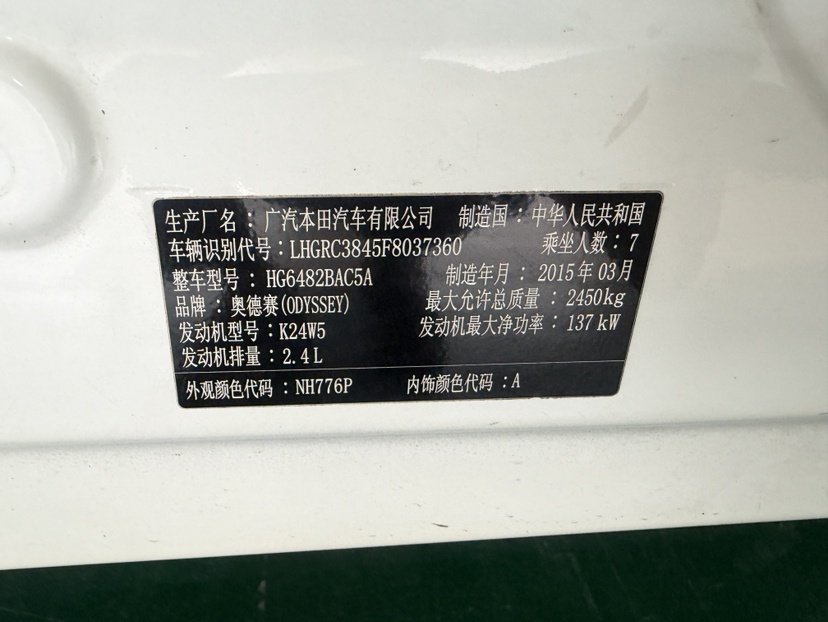 生产厂名：广汽本田汽车有限公司 制造国：中华人民共和国
车辆识别代号：LHGRC3845F8037360 乘坐人数：7
整车型号：HG6482BAC5A 制造年月：2015年03月
品牌：奥德赛(ODYSSEY) 最大允许总质量：2450kg
发动机型号：K24W5 发动机最大净功率：137kW
发动机排量：2.4L
外观颜色代码：NH776P 内饰颜色代码：A